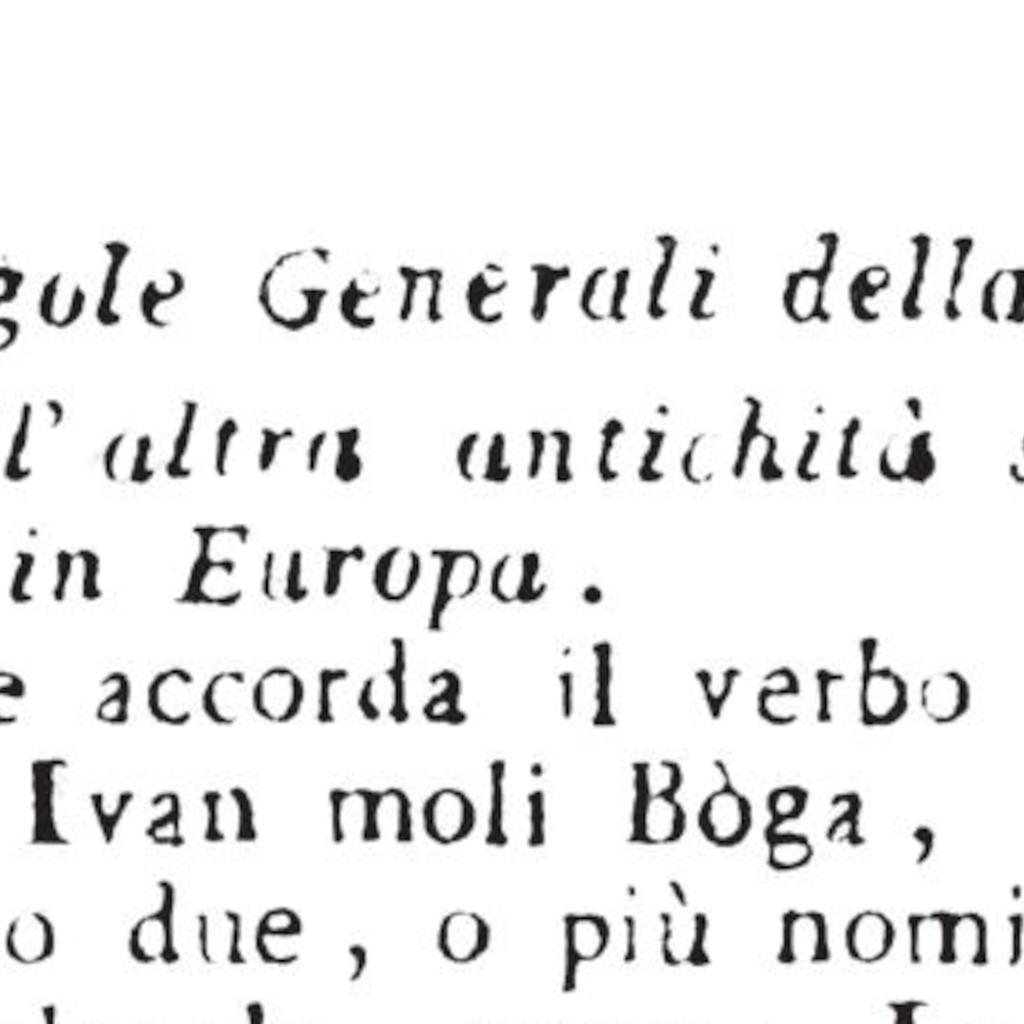 gole Generali della
l' altra antichità s
in Europa.
e accorda il verbo
Ivan moli Bòga,
o due, o più nomi